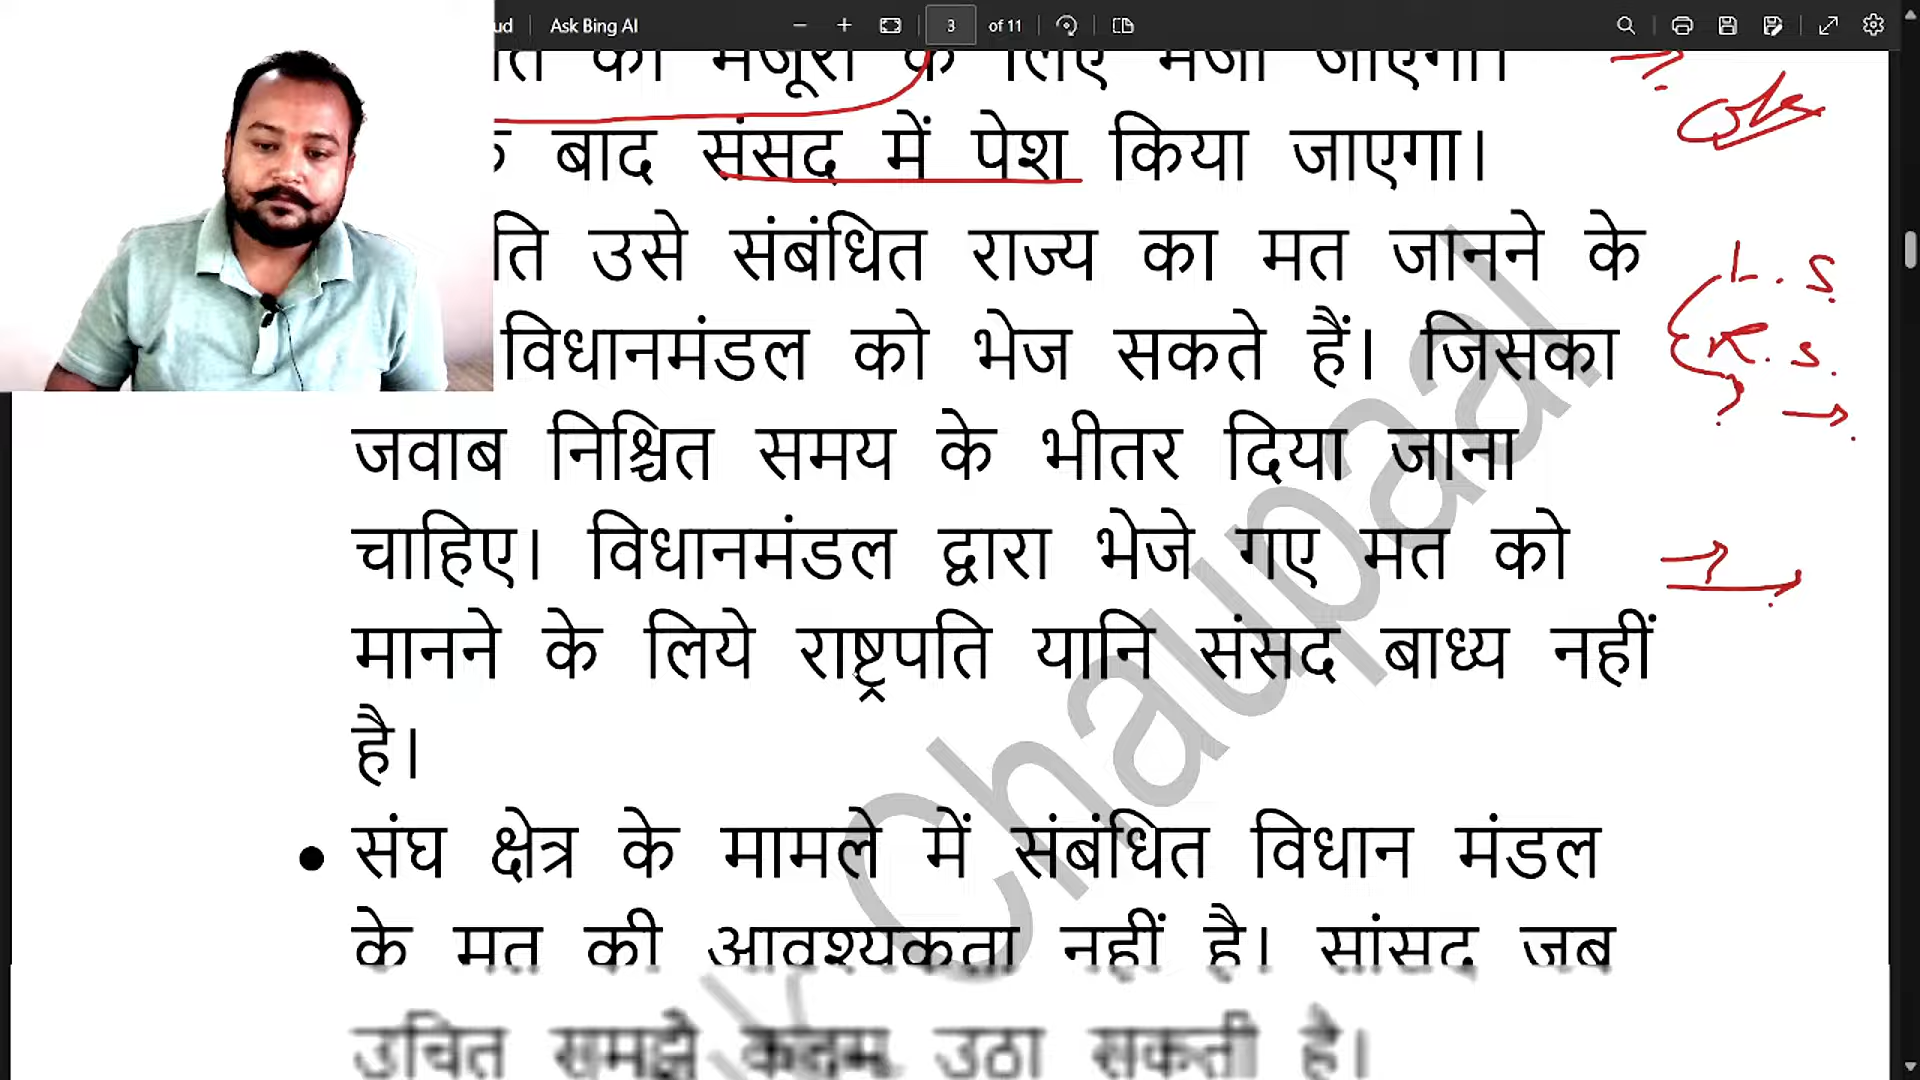 ud Ask Bing AI 3 of 11
के लिए
बाद संसद में पेश किया जाएगा।
ति उसे संबंधित राज्य का मत जानने के
विधानमंडल को भेज सकते हैं। जिसका
जवाब निश्चित समय के भीतर दिया जाना
चाहिए। विधानमंडल द्वारा भेजे गए मत को
मानने के लिये राष्ट्रपति यानि संसद बाध्य नहीं
है।
• संघ क्षेत्र के मामले में संबंधित विधान मंडल
के मत की आवश्यकता नहीं है। सांसद जब
उचित समझे कदम उठा सकती है।
L.S.
R.S.
Chaupaal